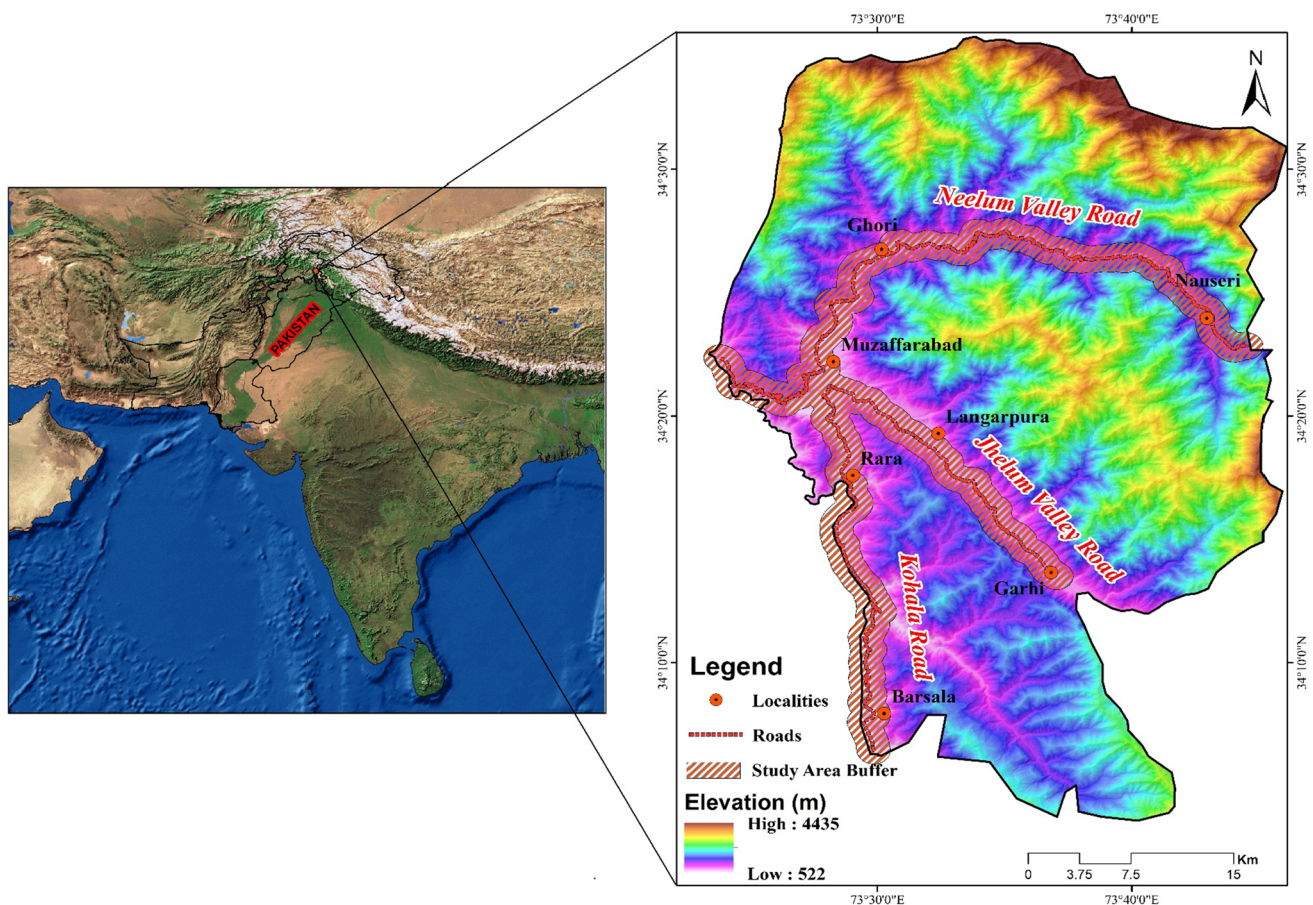 73°30'0"E
73°40'0"E
N
34°30'0"N
34°30'0"N
Neelum Valley Road
Ghori
Nauseri
PAKISTAN
Muzaffarabad
Langarpura
34°20'0"N
34°20'0"N
Rara
Jhelum Valley Road
Garhi
Kohala Road
34°10'0"N
34°10'0"N
Legend
Localities
Barsala
Roads
Study Area Buffer
Elevation (m)
High : 4435
Low : 522
Km
0 3.75 7.5 15
73°30'0"E
73°40'0"E